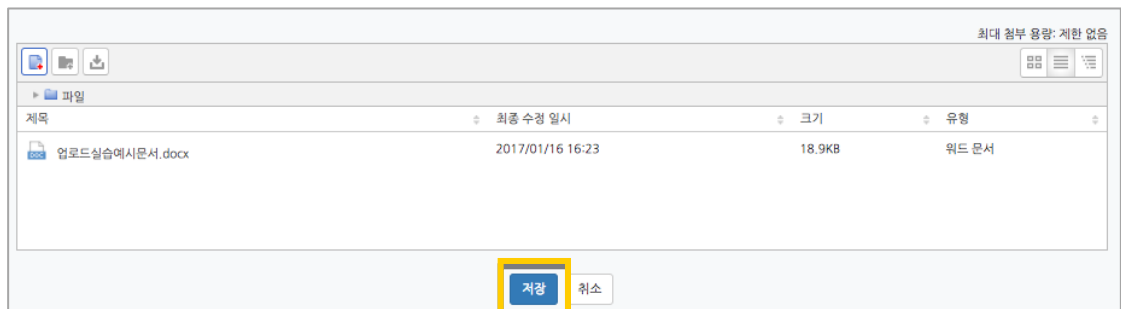 최대 첨부 용량: 제한 없음
파일
제목 최종 수정 일시 크기 유형
업로드실습예시문서.docx 2017/01/16 16:23 18.9KB 워드 문서
저장 취소